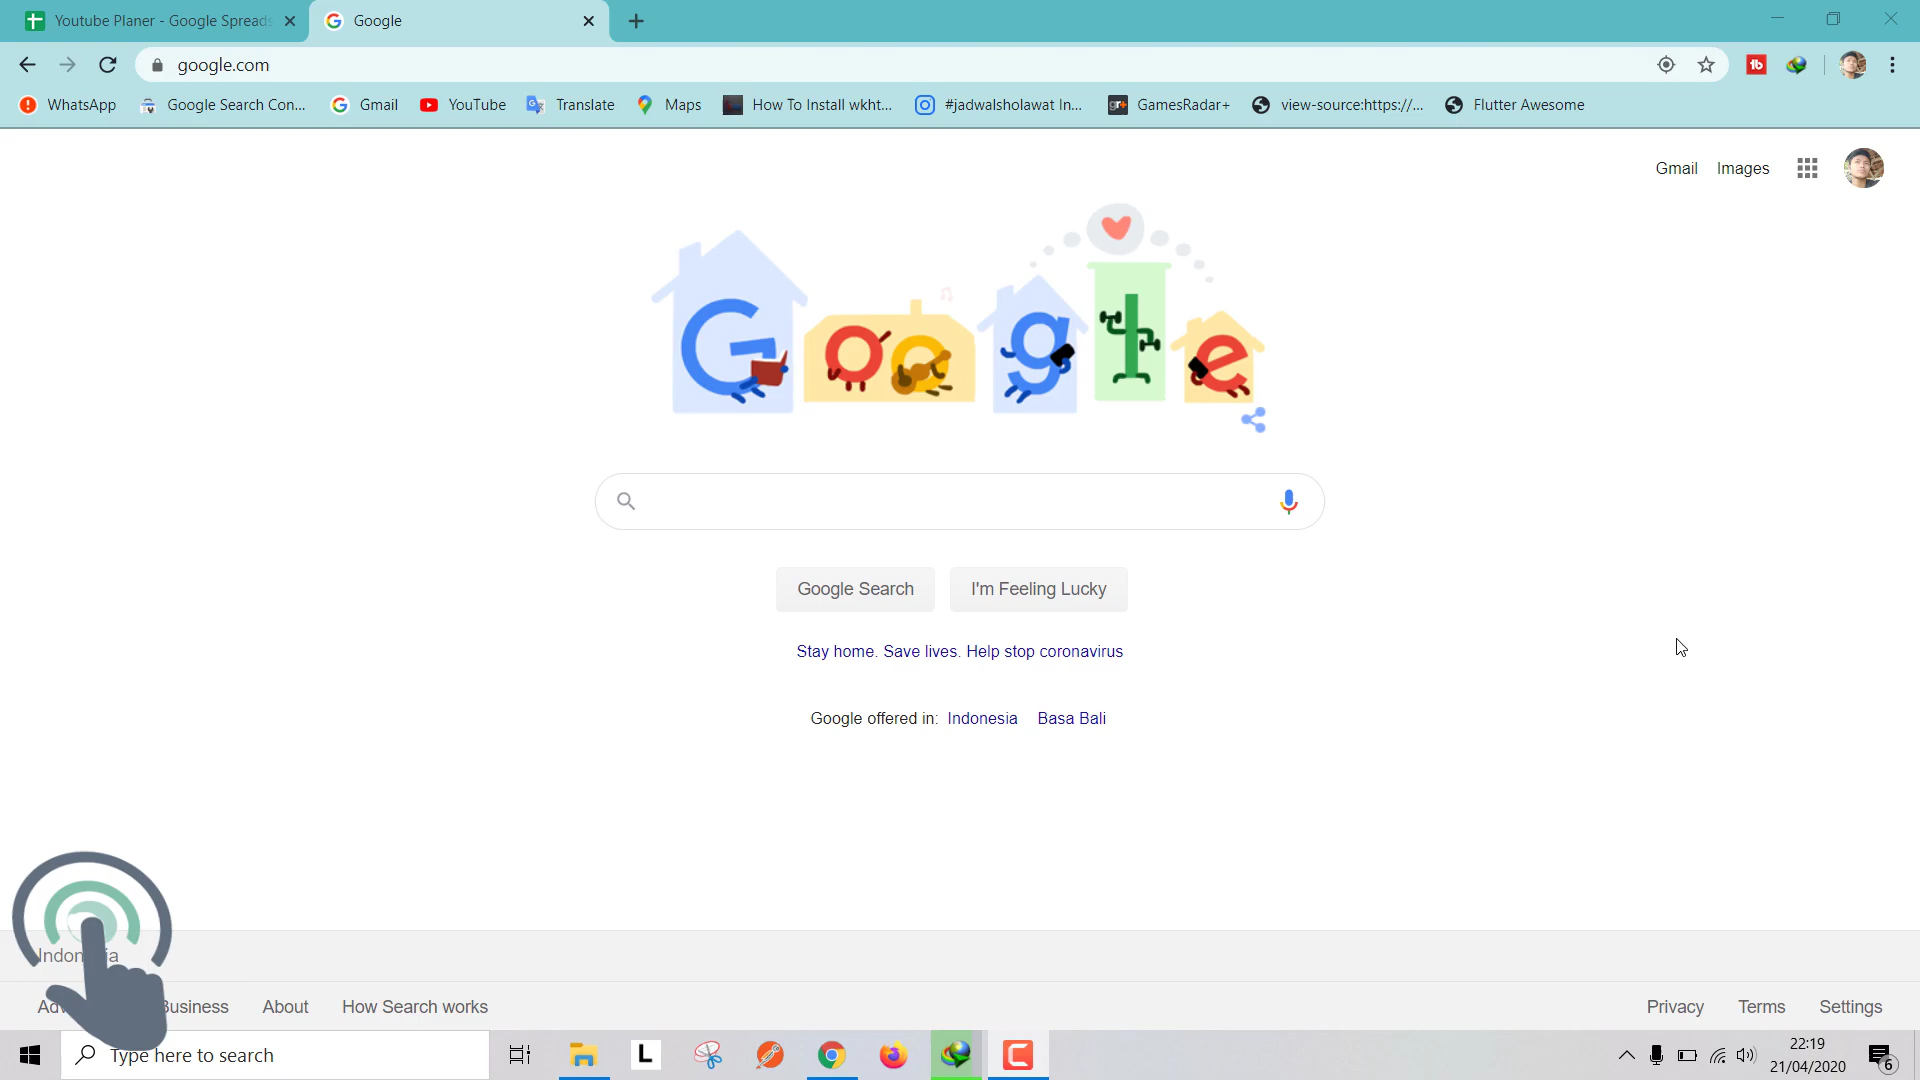 Youtube Planer - Google Spreads
Google
google.com
WhatsApp
Google Search Con...
Gmail
YouTube
Translate
Maps
How To Install wkht...
#jadwalsholawat In...
GamesRadar+
view-source:https://...
Flutter Awesome
Gmail
Images
Google
Google Search
I'm Feeling Lucky
Stay home. Save lives. Help stop coronavirus
Google offered in: Indonesia Basa Bali
Business
About
How Search works
Privacy
Terms
Settings
Type here to search
L
22:19
21/04/2020
6